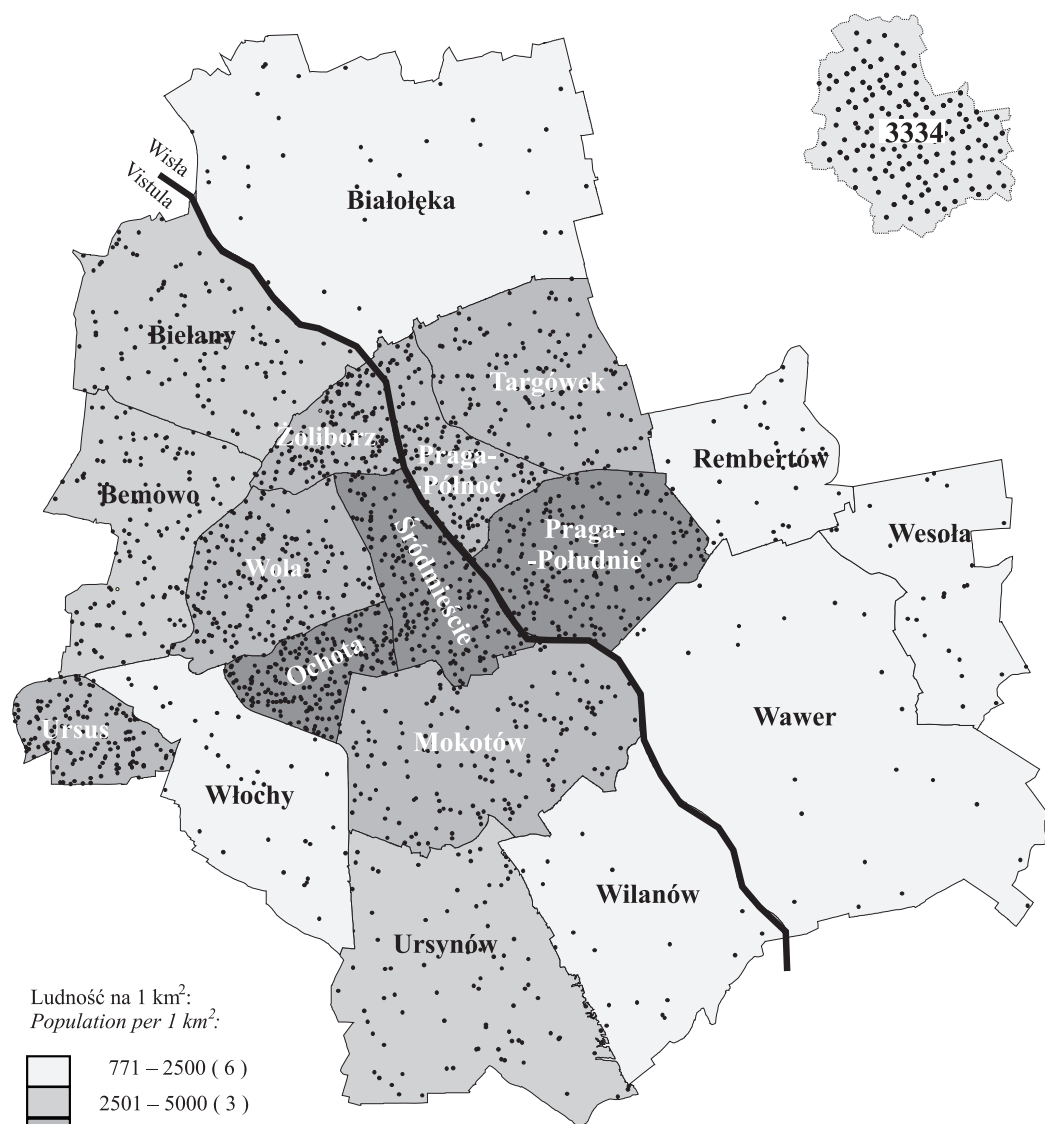 3334
Wisła
Vistula
Białołęka
Bielany
Targówek
Żoliborz
Praga-
-Północ
Rembertów
Bemowo
Wesoła
Śródmieście
Praga-
-Południe
Wola
Ochota
Wawer
Ursus
Mokotów
Włochy
Wilanów
Ursynów
Ludność na 1 km²:
Population per 1 km²:
771 – 2500 ( 6 )
2501 – 5000 ( 3 )